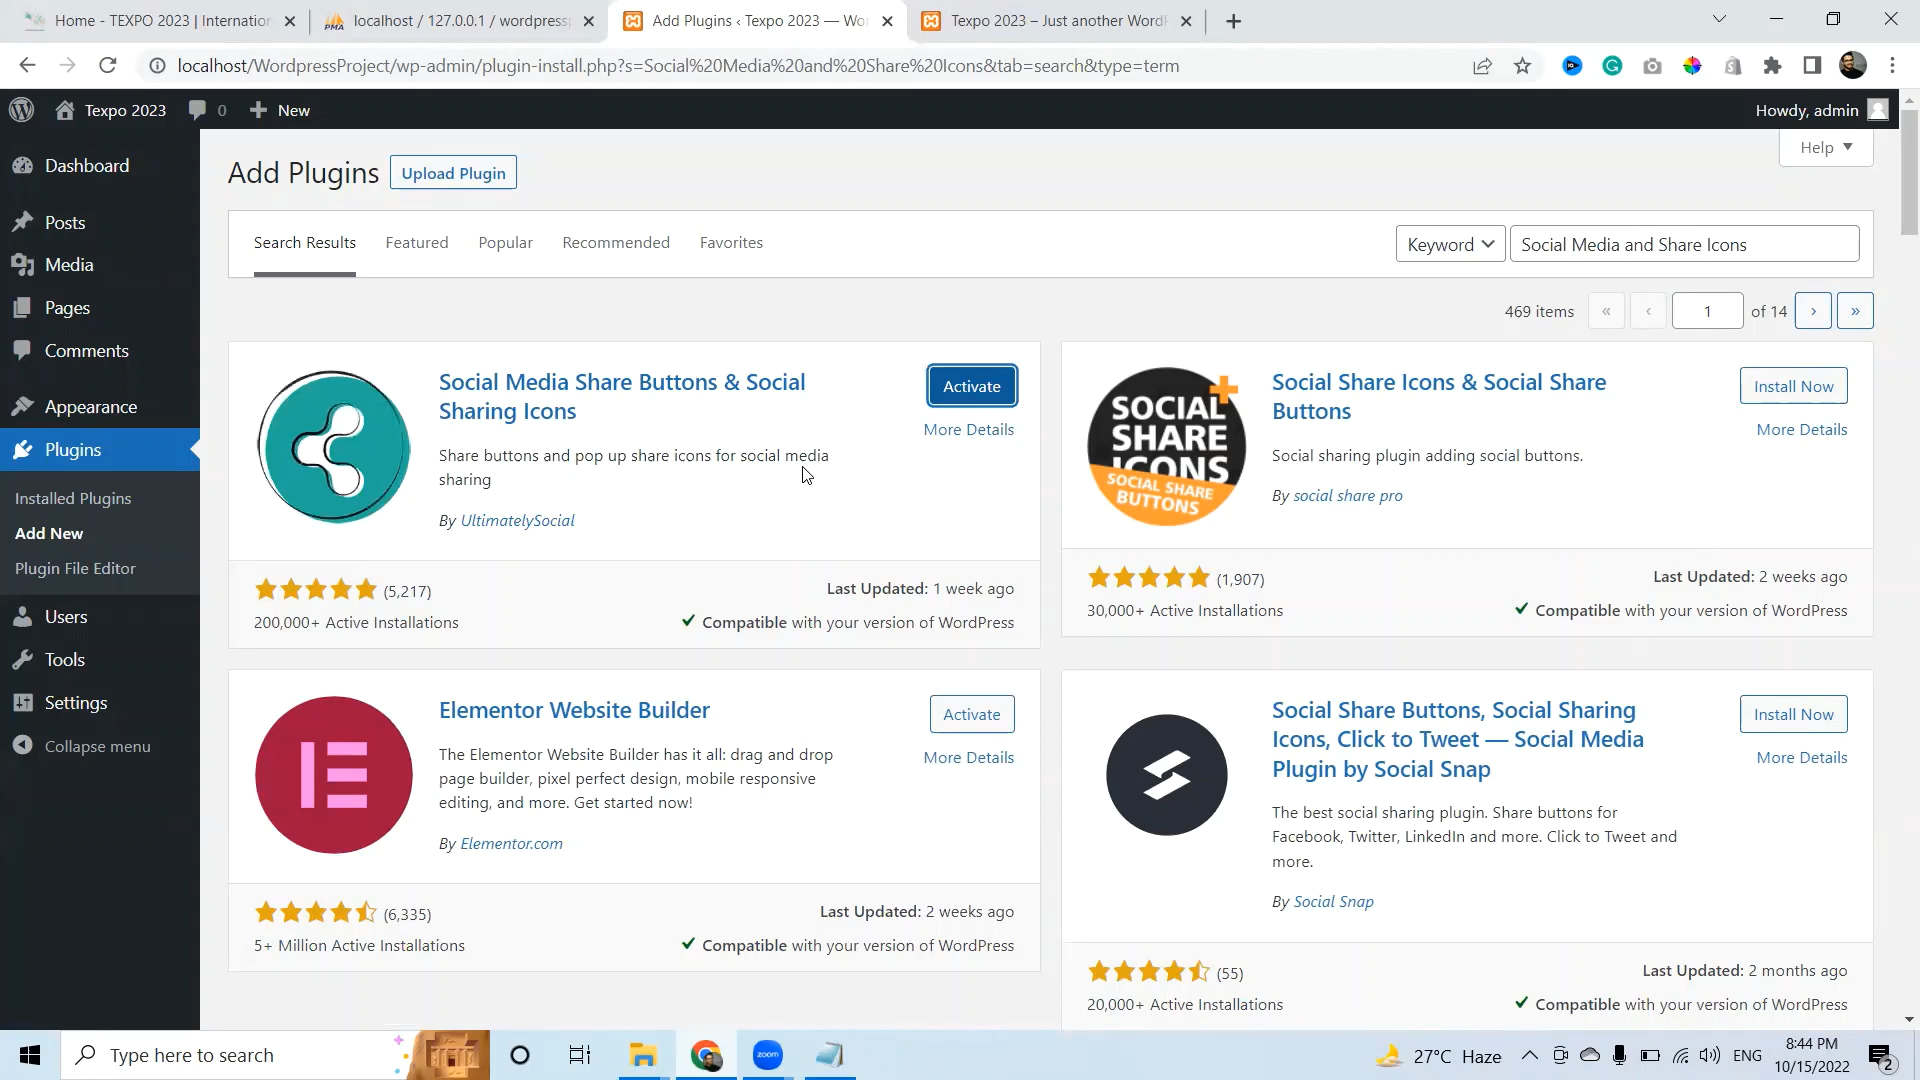 Home - TEXPO 2023 | Internation
localhost / 127.0.0.1 / wordpressp
Add Plugins ‹ Texpo 2023 — Wor
Texpo 2023 – Just another WordP
localhost/WordpressProject/wp-admin/plugin-install.php?s=Social%20Media%20and%20Share%20Icons&tab=search&type=term
Texpo 2023
0
New
Howdy, admin
Help
Dashboard
Posts
Media
Pages
Comments
Appearance
Plugins
Installed Plugins
Add New
Plugin File Editor
Users
Tools
Settings
Collapse menu
Add Plugins
Upload Plugin
Search Results
Featured
Popular
Recommended
Favorites
Keyword
Social Media and Share Icons
469 items
«
‹
1
of 14
›
»
Social Media Share Buttons & Social
Sharing Icons
Activate
More Details
Share buttons and pop up share icons for social media
sharing
By UltimatelySocial
(5,217)
200,000+ Active Installations
Last Updated: 1 week ago
Compatible with your version of WordPress
SOCIAL
SHARE
ICONS
SOCIAL SHARE
BUTTONS
Social Share Icons & Social Share
Buttons
Install Now
More Details
Social sharing plugin adding social buttons.
By social share pro
(1,907)
30,000+ Active Installations
Last Updated: 2 weeks ago
Compatible with your version of WordPress
Elementor Website Builder
Activate
More Details
The Elementor Website Builder has it all: drag and drop
page builder, pixel perfect design, mobile responsive
editing, and more. Get started now!
By Elementor.com
(6,335)
5+ Million Active Installations
Last Updated: 2 weeks ago
Compatible with your version of WordPress
Social Share Buttons, Social Sharing
Icons, Click to Tweet — Social Media
Plugin by Social Snap
Install Now
More Details
The best social sharing plugin. Share buttons for
Facebook, Twitter, LinkedIn and more. Click to Tweet and
more.
By Social Snap
(55)
20,000+ Active Installations
Last Updated: 2 months ago
Compatible with your version of WordPress
Type here to search
zoom
27°C Haze
ENG
8:44 PM
10/15/2022
2